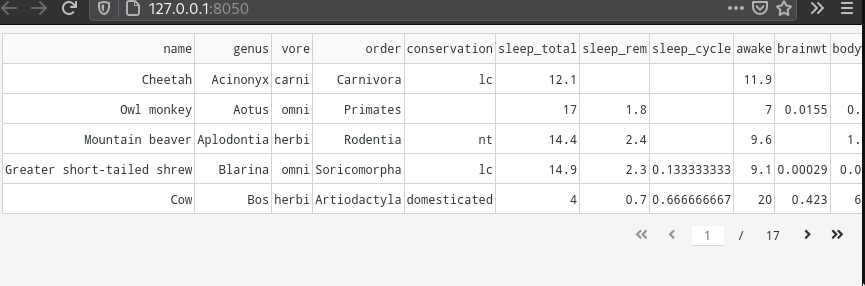 127.0.0.1:8050
name genus vore order conservation sleep_total sleep_rem sleep_cycle awake brainwt body
Cheetah Acinonyx carni Carnivora lc 12.1 11.9
Owl monkey Aotus omni Primates 17 1.8 7 0.0155 0.
Mountain beaver Aplodontia herbi Rodentia nt 14.4 2.4 9.6 1.
Greater short-tailed shrew Blarina omni Soricomorpha lc 14.9 2.3 0.133333333 9.1 0.00029 0.0
Cow Bos herbi Artiodactyla domesticated 4 0.7 0.666666667 20 0.423 6
1 / 17